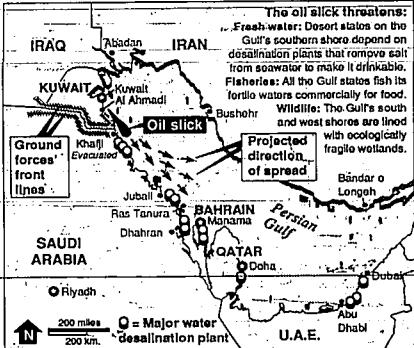 The oil slick threatens:
Fresh water: Desert states on the
Gulf's southern shore depend on
desalination plants that remove salt
from seawater to make it drinkable.
Fisheries: All the Gulf states fish its
fertile waters commercially for food.
Wildlife: The Gulf's south
and west shores are lined
with ecologically
fragile wetlands.
IRAQ
Abadan
IRAN
KUWAIT
Kuwait
Al Ahmadi
Bushehr
Oil slick
Ground
forces'
front
lines
Khafji
Evacuated
Projected
direction
of spread
Bandar o
Longeh
Jubail
Ras Tanura
Dhahran
BAHRAIN
Manama
Persian
Gulf
QATAR
Doha
SAUDI
ARABIA
Riyadh
Dubai
Abu
Dhabi
U.A.E.
N
200 miles
200 km.
= Major water
desalination plant